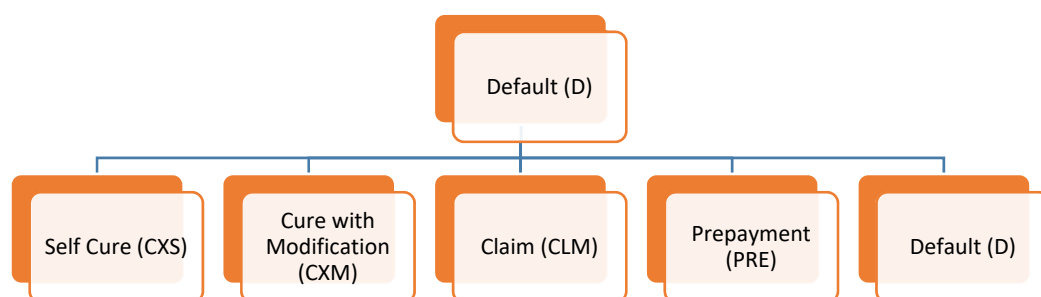 Default (D)
Self Cure (CXS)
Cure with
Modification
(CXM)
Claim (CLM)
Prepayment
(PRE)
Default (D)